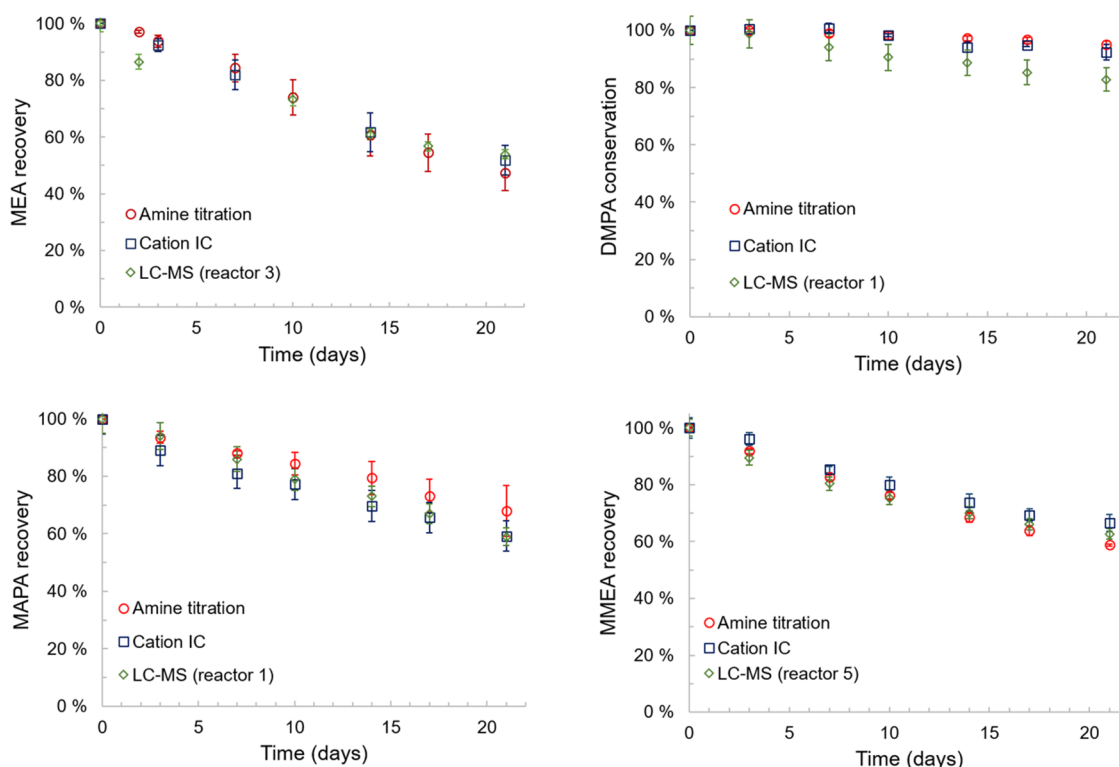 MEA recovery
100 %
80 %
60 %
40 %
20 %
0 %
Amine titration
Cation IC
LC-MS (reactor 3)
0 5 10 15 20
Time (days)
DMPA conservation
100 %
80 %
60 %
40 %
20 %
0 %
Amine titration
Cation IC
LC-MS (reactor 1)
0 5 10 15 20
Time (days)
MAPA recovery
100 %
80 %
60 %
40 %
20 %
0 %
Amine titration
Cation IC
LC-MS (reactor 1)
0 5 10 15 20
Time (days)
MMEA recovery
100 %
80 %
60 %
40 %
20 %
0 %
Amine titration
Cation IC
LC-MS (reactor 5)
0 5 10 15 20
Time (days)